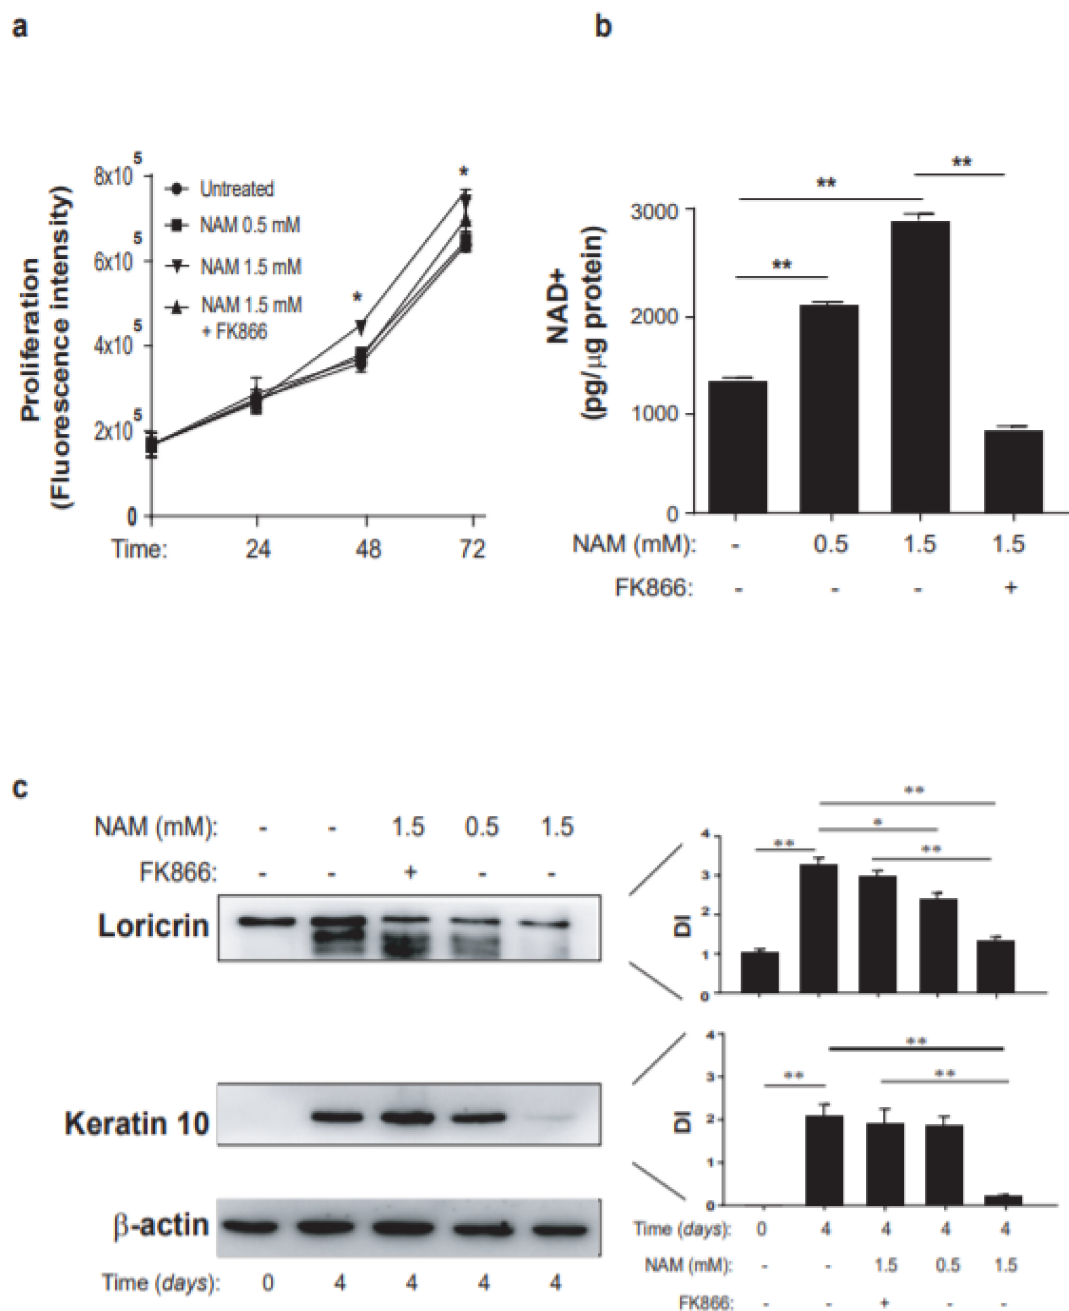 a
8x10 5
6x10 5
4x10 5
2x10 5
0
Proliferation
(Fluorescence intensity)
Untreated
NAM 0.5 mM
NAM 1.5 mM
NAM 1.5 mM
+ FK866
*
*
Time: 24 48 72
b
NAD+
(pg/µg protein)
3000
2000
1000
0
**
**
**
NAM (mM): - 0.5 1.5 1.5
FK866: - - - +
c
NAM (mM): - - 1.5 0.5 1.5
FK866: - - + - -
Loricrin
Keratin 10
β-actin
Time (days): 0 4 4 4 4
DI
4
3
2
1
0
**
*
** **
DI
4
3
2
1
0
**
** **
Time (days): 0 4 4 4 4
NAM (mM): - - 1.5 0.5 1.5
FK866: - - + - -